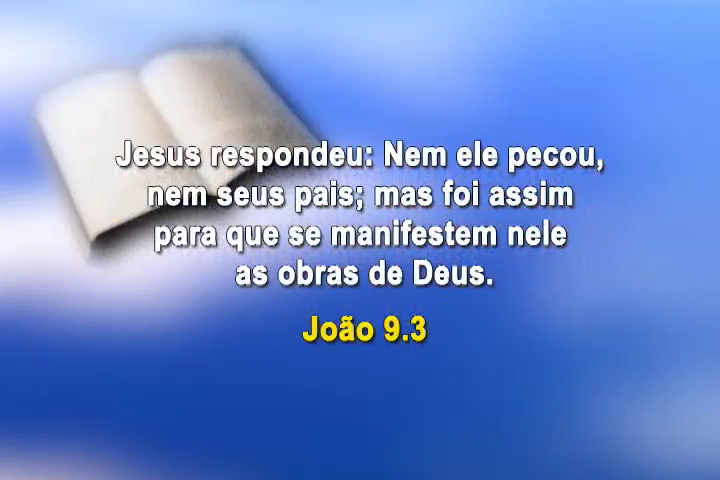 Jesus respondeu: Nem ele pecou,
nem seus pais; mas foi assim
para que se manifestem nele
as obras de Deus.
João 9.3